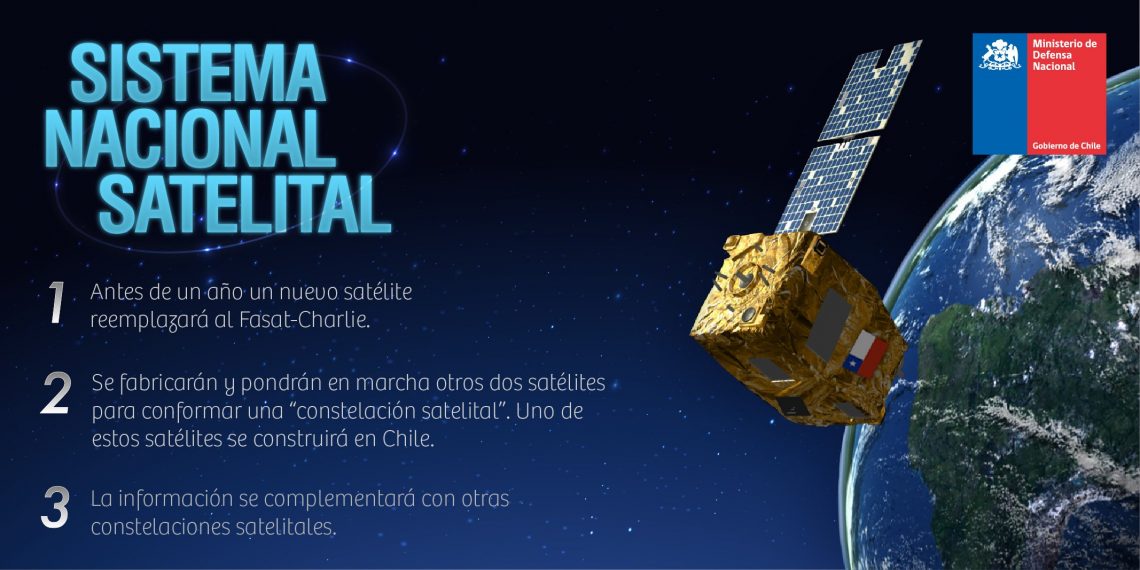 SISTEMA
NACIONAL
SATELITAL
Ministerio de
Defensa
Nacional
Gobierno de Chile
1 Antes de un año un nuevo satélite
reemplazará al Fasat-Charlie.
2 Se fabricarán y pondrán en marcha otros dos satélites
para conformar una “constelación satelital”. Uno de
estos satélites se construirá en Chile.
3 La información se complementará con otras
constelaciones satelitales.